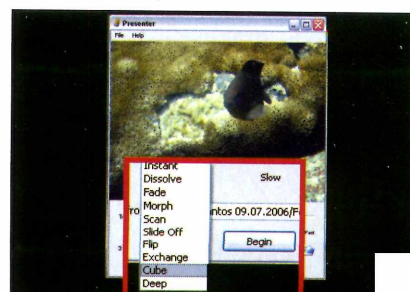 Presenter
File Help
Instant
Dissolve
Fade
Morph
Scan
Slide Off
Flip
Exchange
Cube
Deep
Slow
ntos 09.07.2006/F
Begin